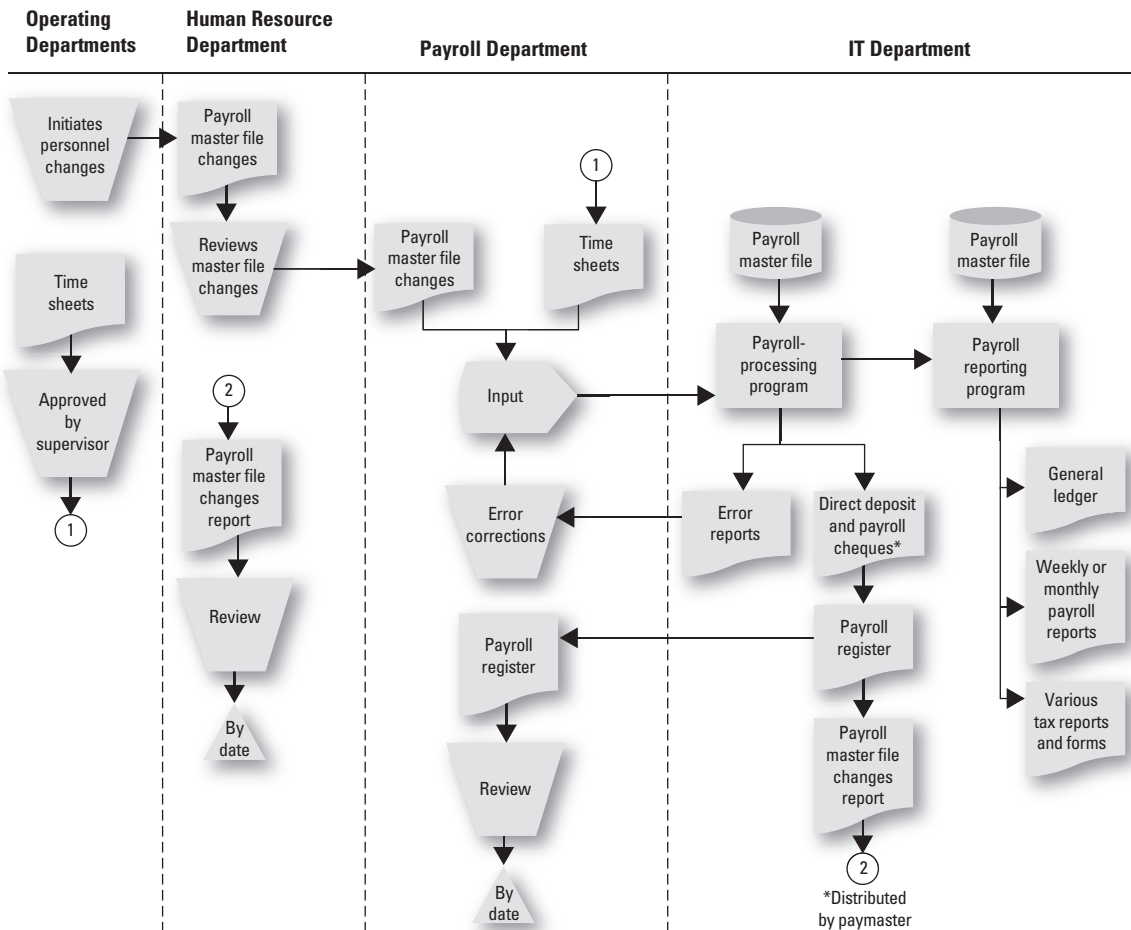 Operating
Departments
Human Resource
Department
Payroll Department
IT Department
Initiates
personnel
changes
Time
sheets
Approved
by
supervisor
1
Payroll
master file
changes
Reviews
master file
changes
2
Payroll
master file
changes
report
Review
By
date
Payroll
master file
changes
1
Time
sheets
Input
Error
corrections
Payroll
register
Review
By
date
Payroll
master file
Payroll-
processing
program
Error
reports
Direct deposit
and payroll
cheques*
Payroll
register
Payroll
master file
changes
report
2
*Distributed
by paymaster
Payroll
master file
Payroll
reporting
program
General
ledger
Weekly or
monthly
payroll
reports
Various
tax reports
and forms